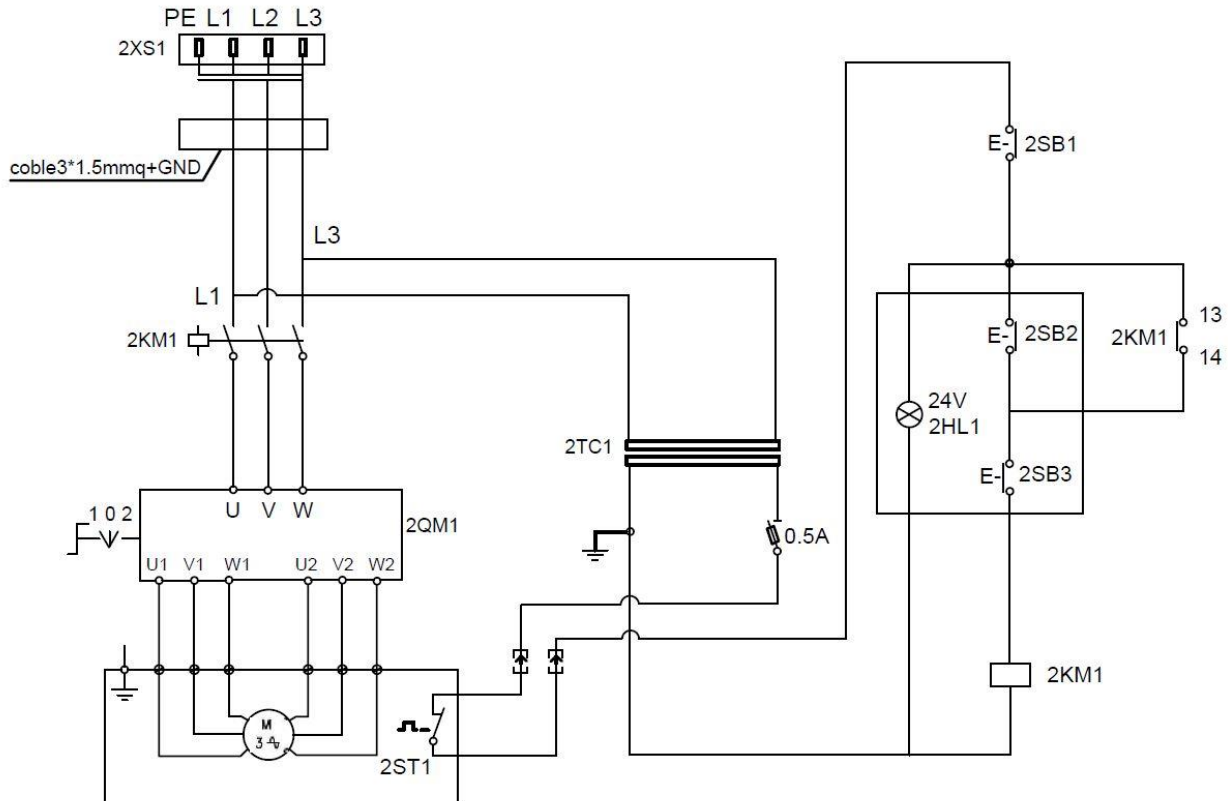 PE L1 L2 L3
2XS1
coble3*1.5mmq+GND
L3
L1
2KM1
E- 2SB1
E- 2SB2
2KM1
13
14
24V
2HL1
E- 2SB3
2TC1
0.5A
1 0 2
U V W
2QM1
U1 V1 W1 U2 V2 W2
M
3
2ST1
2KM1